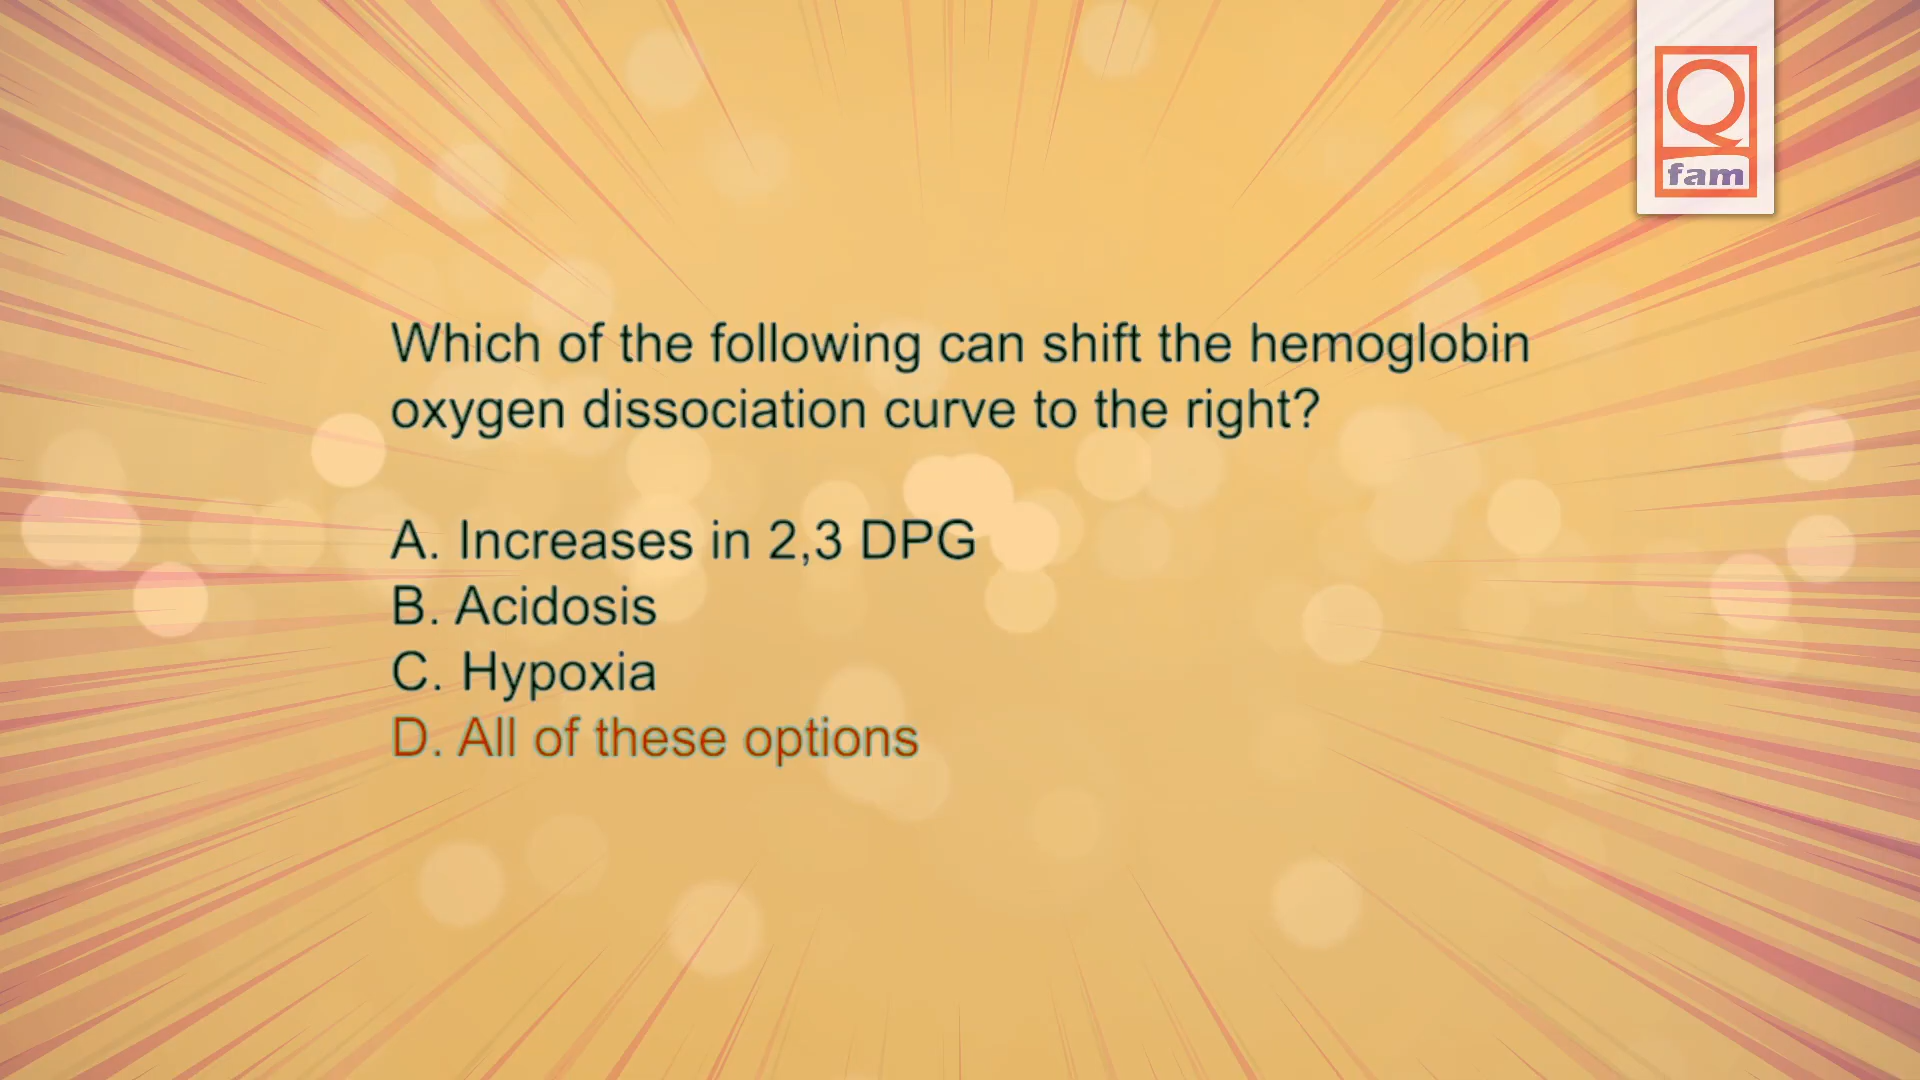 Q
fam
Which of the following can shift the hemoglobin
oxygen dissociation curve to the right?
A. Increases in 2,3 DPG
B. Acidosis
C. Hypoxia
D. All of these options